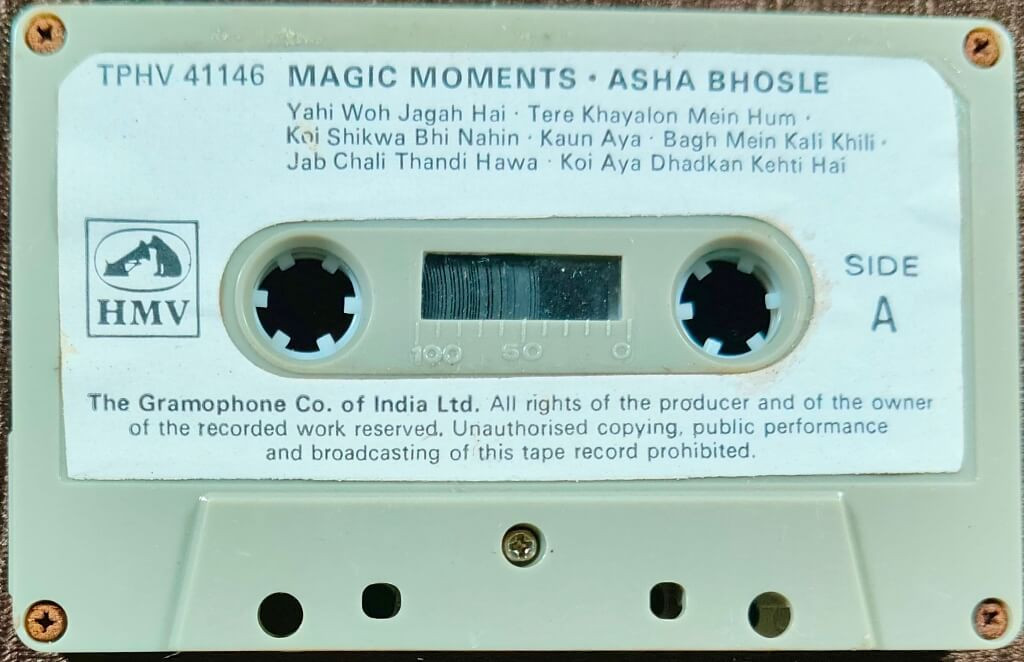 TPHV 41146 MAGIC MOMENTS · ASHA BHOSLE
Yahi Woh Jagah Hai · Tere Khayalon Mein Hum ·
Koi Shikwa Bhi Nahin · Kaun Aya · Bagh Mein Kali Khili ·
Jab Chali Thandi Hawa · Koi Aya Dhadkan Kehti Hai
HMV
SIDE
A
100 50 0
The Gramophone Co. of India Ltd. All rights of the producer and of the owner
of the recorded work reserved. Unauthorised copying, public performance
and broadcasting of this tape record prohibited.